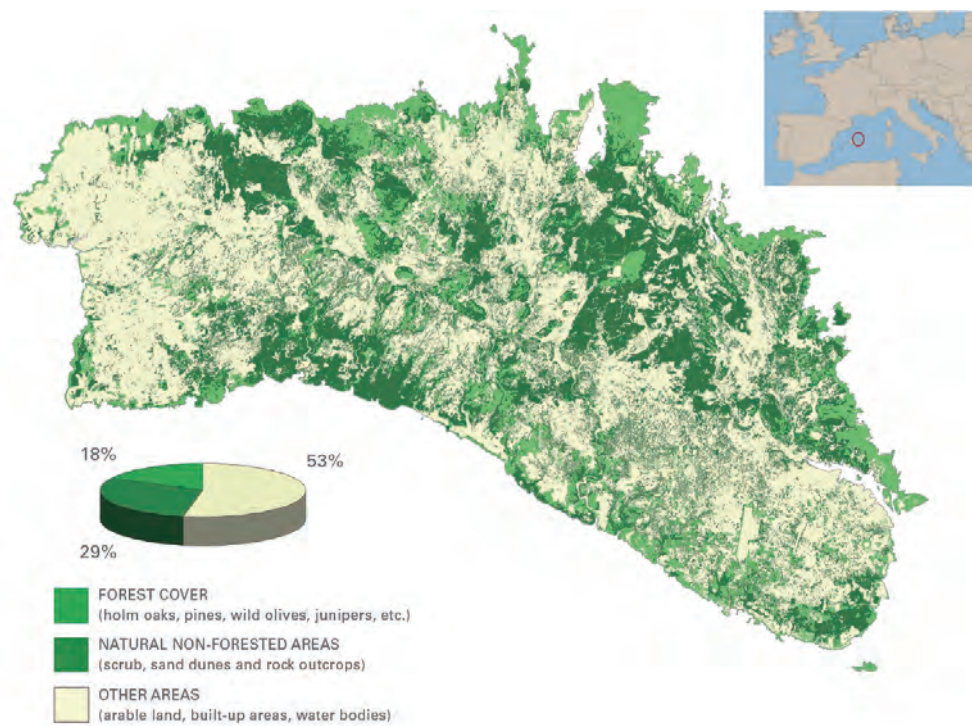 18%
53%
29%
FOREST COVER
(holm oaks, pines, wild olives, junipers, etc.)
NATURAL NON-FORESTED AREAS
(scrub, sand dunes and rock outcrops)
OTHER AREAS
(arable land, built-up areas, water bodies)